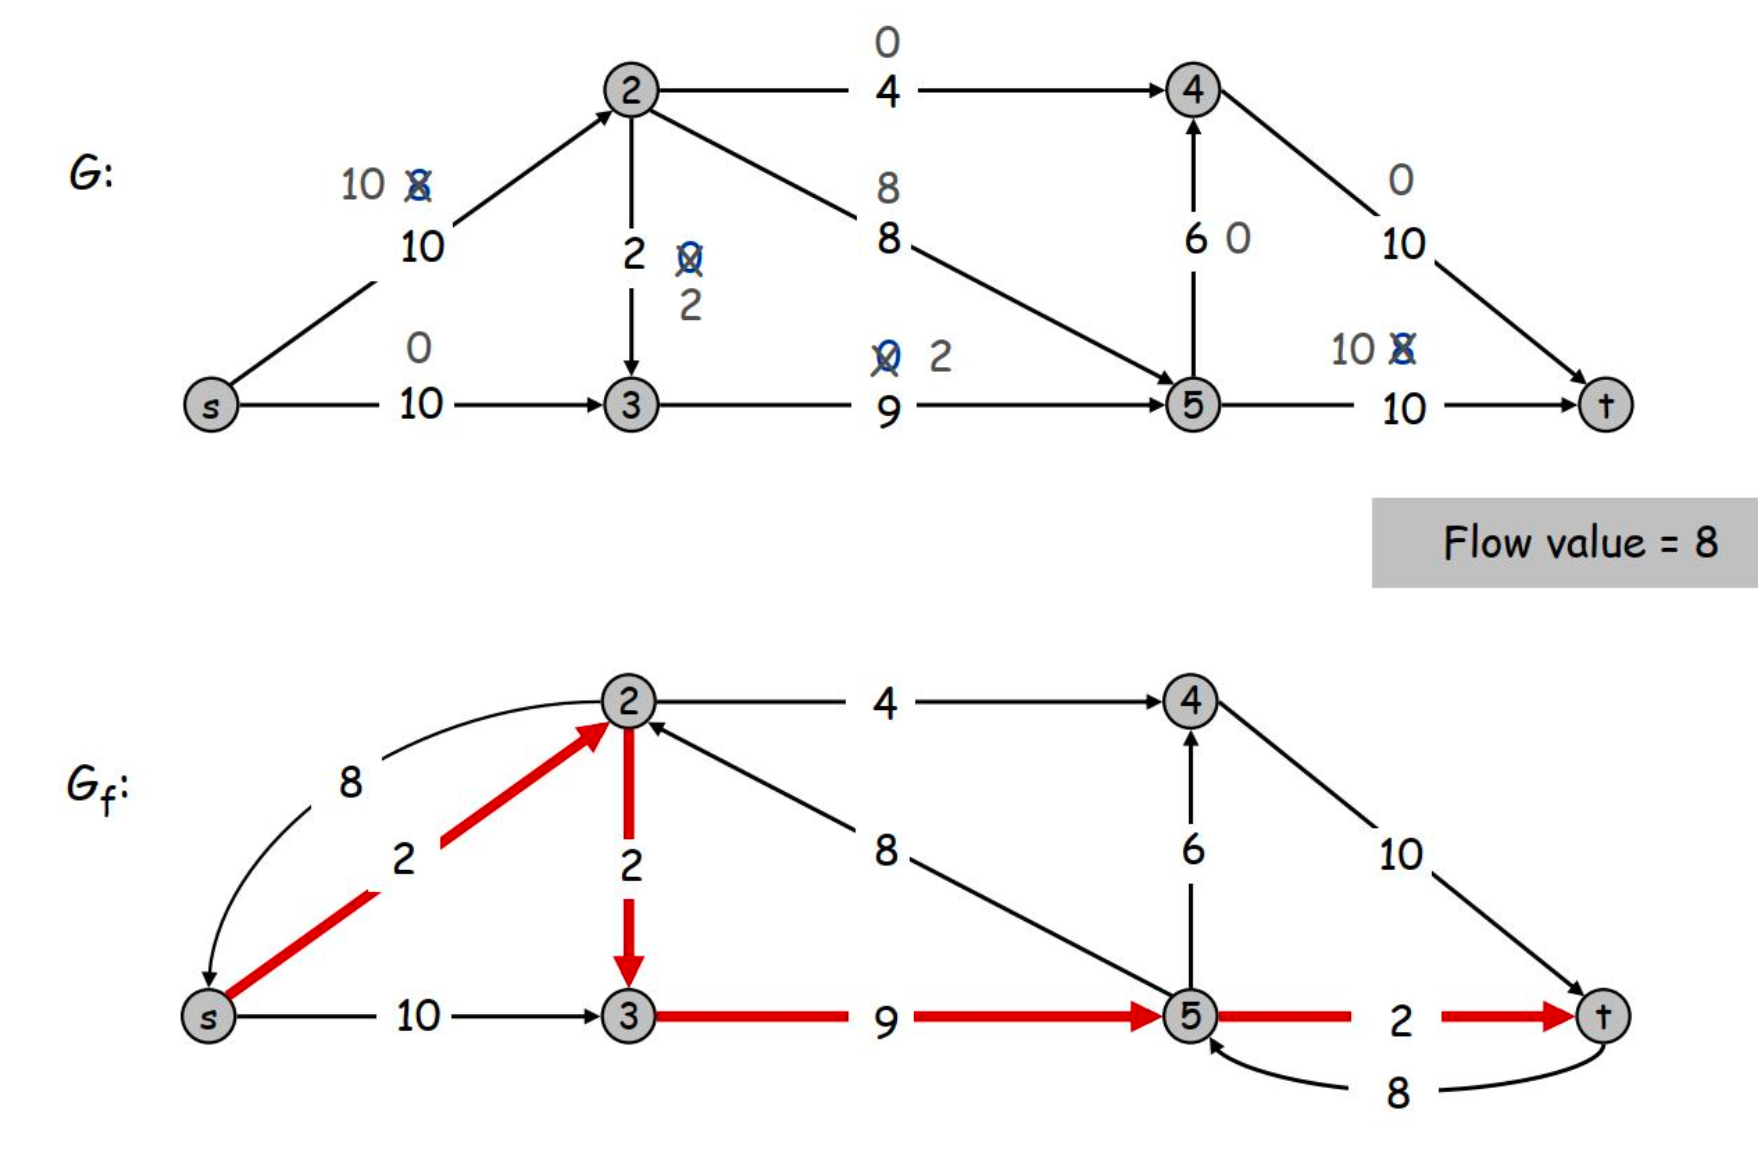 0
2 4 4
G:
10 8 8 0
10 2 0 8 6 0 10
2
0 0 2 10 8
s 10 3 9 5 10 t
Flow value = 8
2 4 4
Gf:
8
2 2 8 6 10
s 10 3 9 5 2 t
8